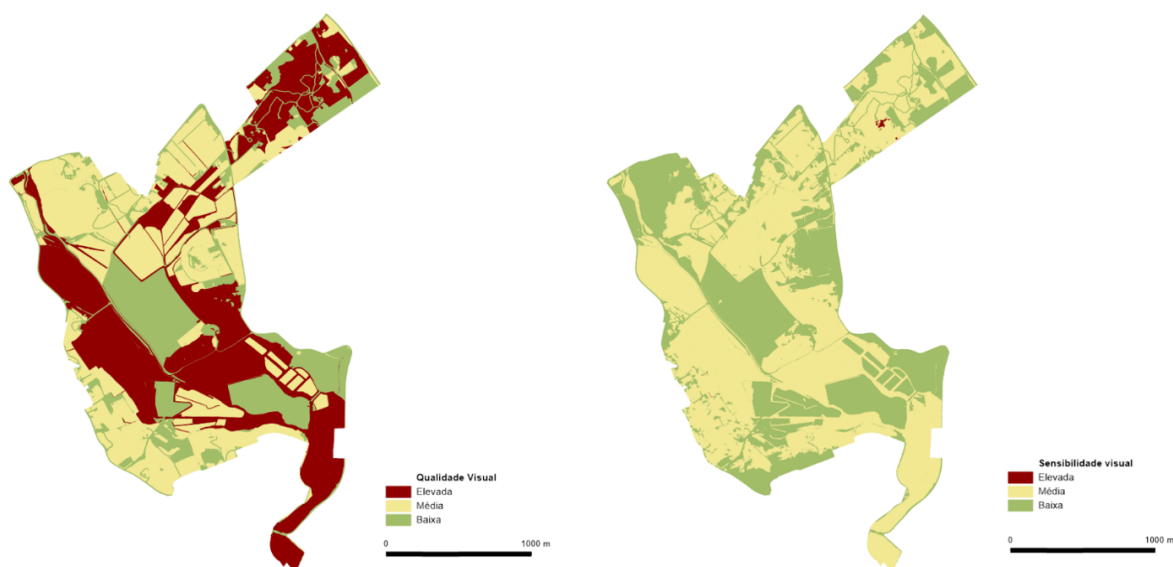 Qualidade Visual
Elevada
Média
Baixa
0 1000 m
Sensibilidade visual
Elevada
Média
Baixa
0 1000 m